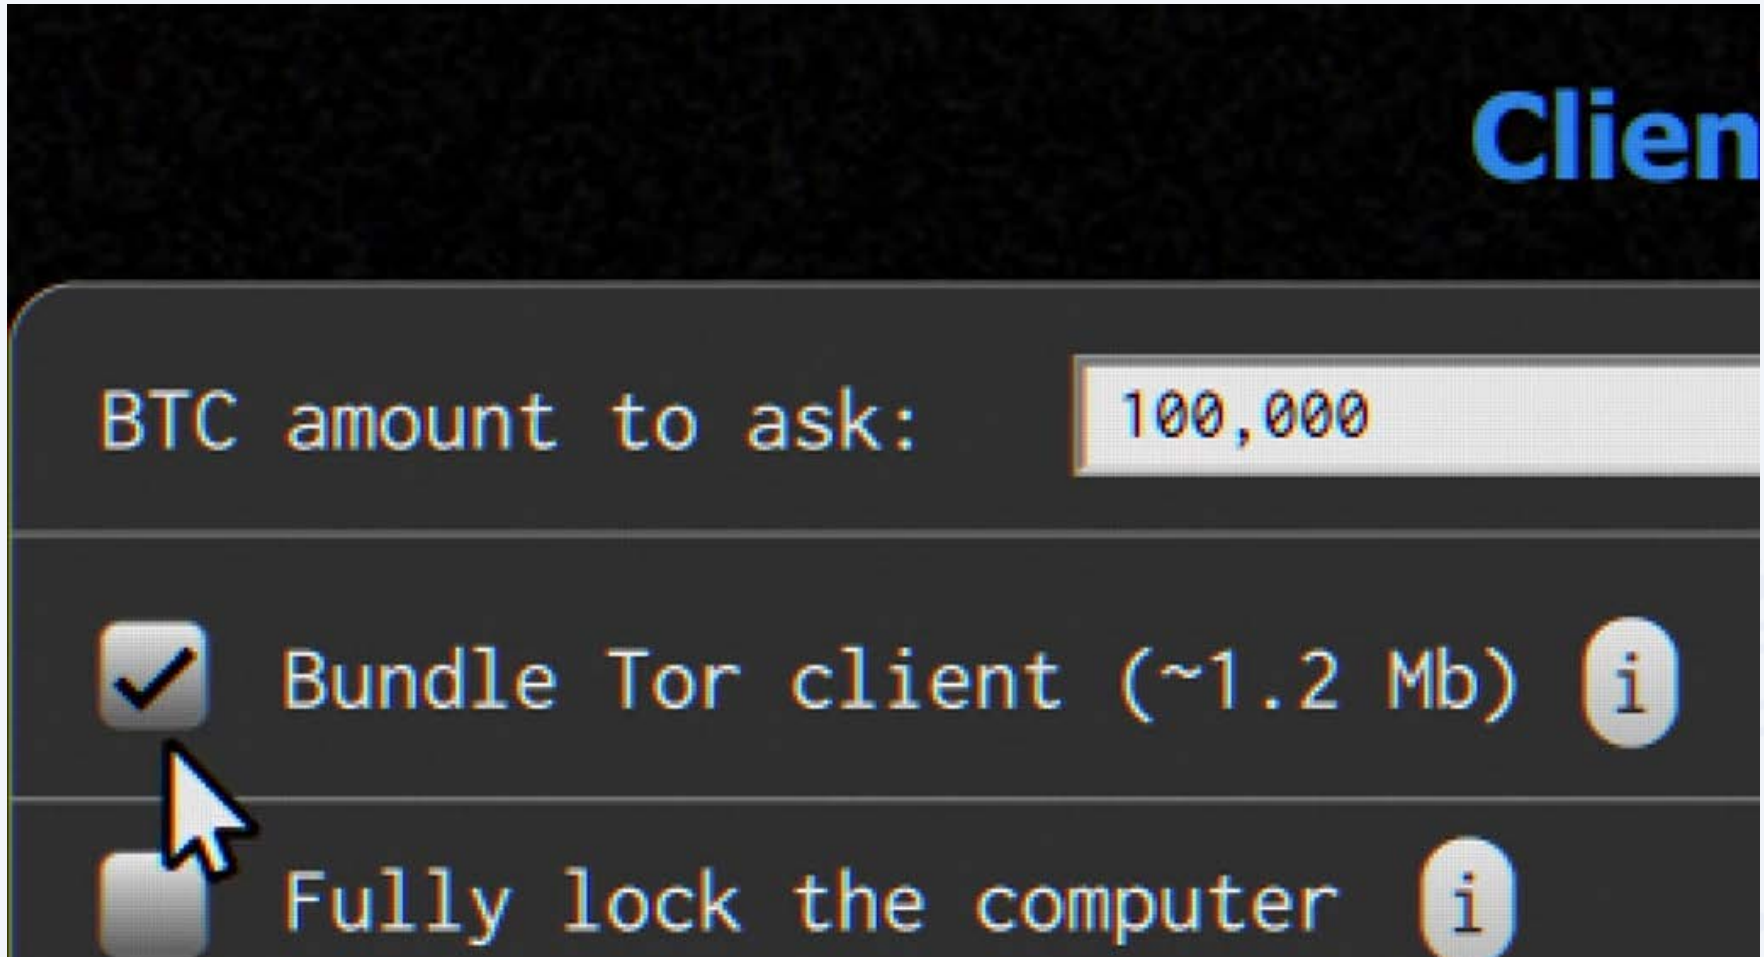 Clien
BTC amount to ask: 100,000
Bundle Tor client (~1.2 Mb) i
Fully lock the computer i